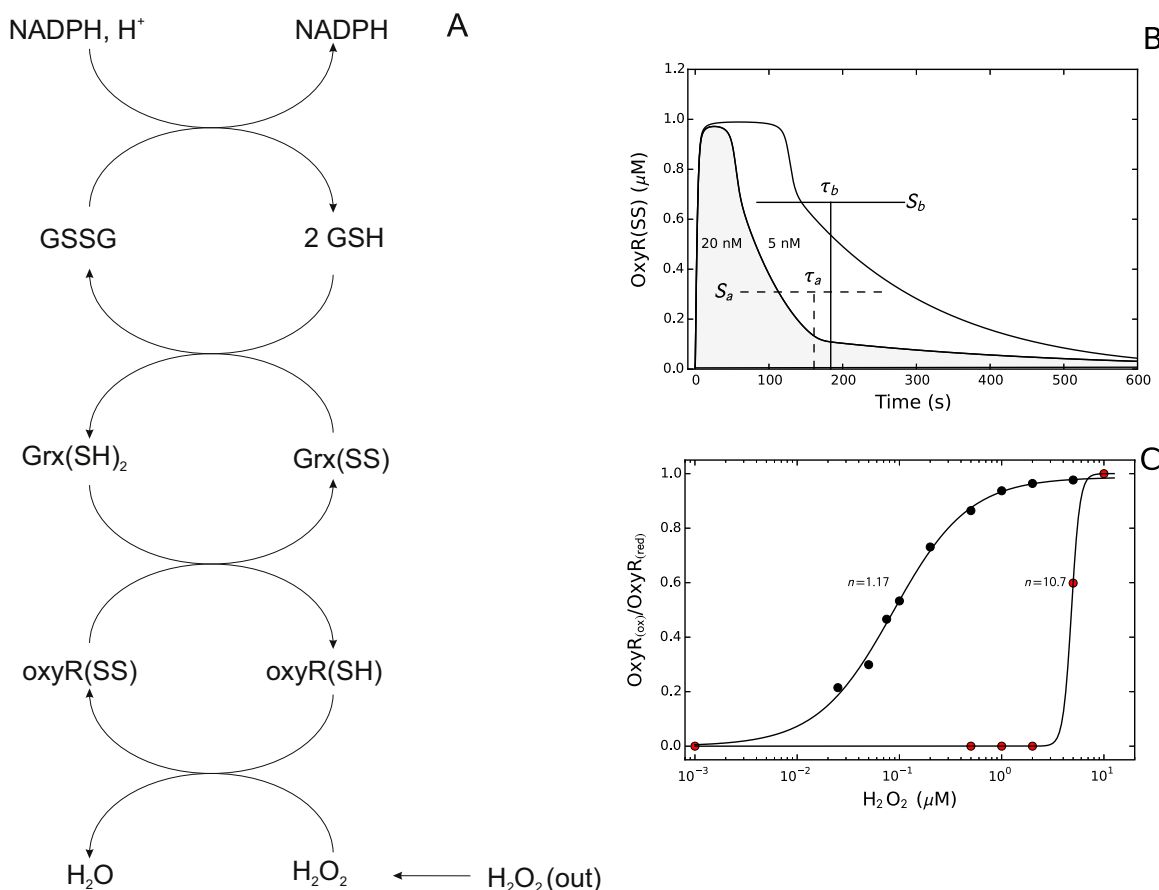 A
NADPH, H⁺ NADPH
GSSG 2 GSH
Grx(SH)₂ Grx(SS)
oxyR(SS) oxyR(SH)
H₂O H₂O₂ H₂O₂(out)
B
OxyR(SS) (μM)
1.2
1.0
0.8
0.6
0.4
0.2
0.0
τb
Sb
20 nM 5 nM
τa
Sa
0 100 200 300 400 500 600
Time (s)
C
OxyR(ox)/OxyR(red)
1.0
0.8
0.6
0.4
0.2
0.0
n=1.17 n=10.7
10⁻³ 10⁻² 10⁻¹ 10⁰ 10¹
H₂O₂ (μM)